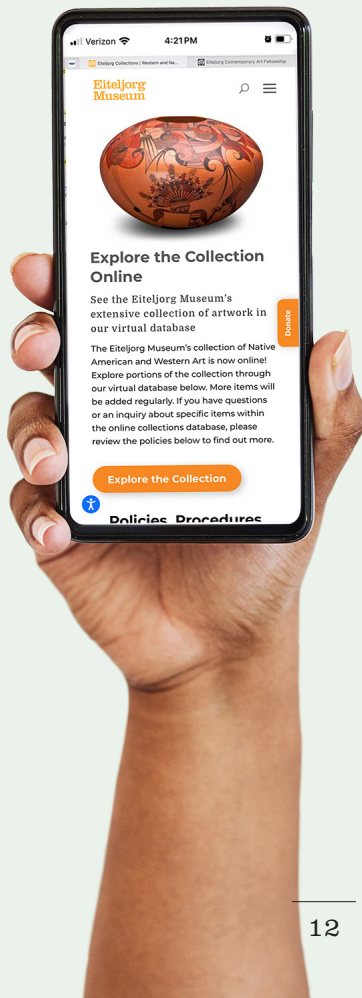 Verizon 4:21PM
Eiteljorg Collections | Western and Na... Eiteljorg Contemporary Art Fellowship
Eiteljorg
Museum
Explore the Collection
Online
See the Eiteljorg Museum's
extensive collection of artwork in
our virtual database
Donate
The Eiteljorg Museum's collection of Native
American and Western Art is now online!
Explore portions of the collection through
our virtual database below. More items will
be added regularly. If you have questions
or an inquiry about specific items within
the online collections database, please
review the policies below to find out more.
Explore the Collection
Policies, Procedures
12